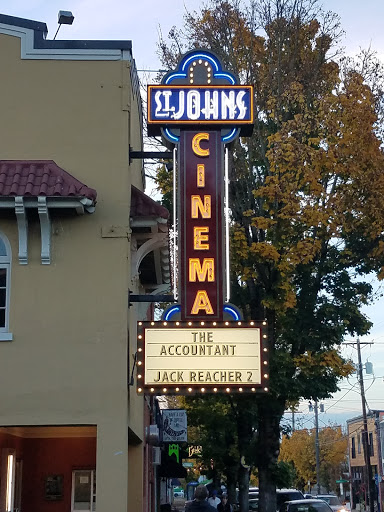 ST. JOHNS
CINEMA
THE
ACCOUNTANT
JACK REACHER 2